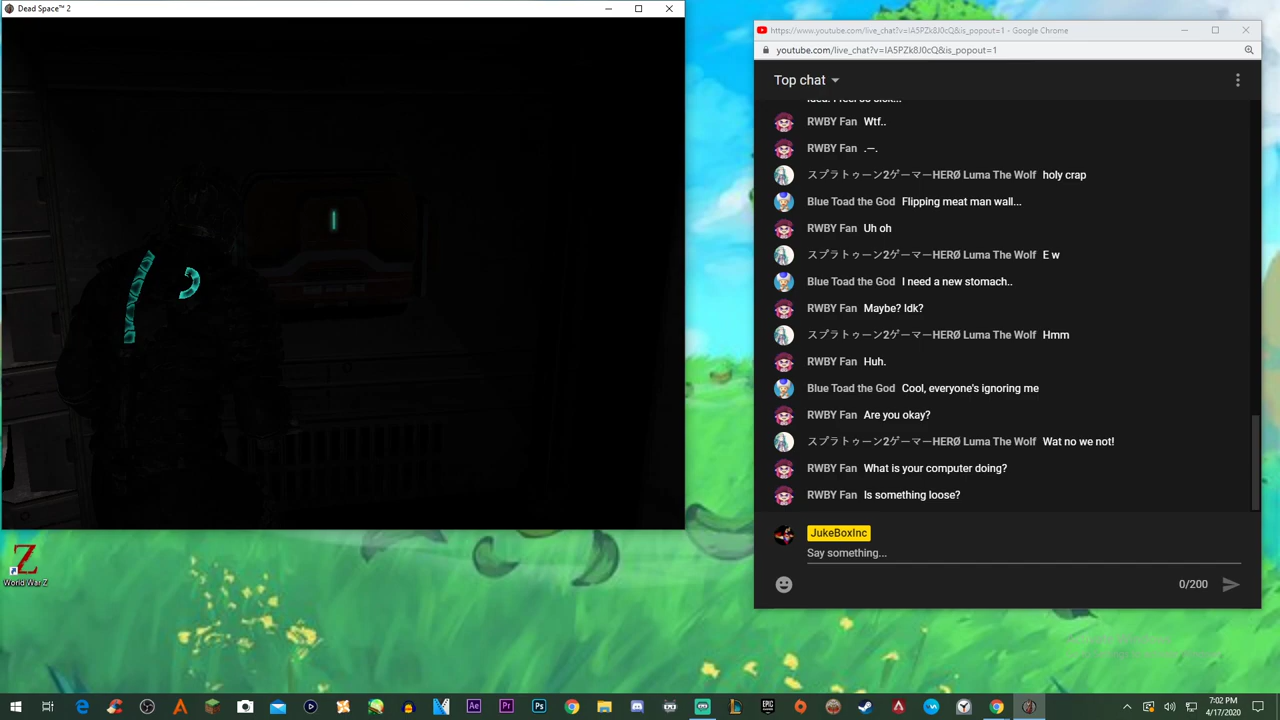 Dead Space™ 2
https://www.youtube.com/live_chat?v=IA5PZk8J0cQ&is_popout=1 - Google Chrome
youtube.com/live_chat?v=IA5PZk8J0cQ&is_popout=1
Top chat
idea. I feel so sick...
RWBY Fan Wtf..
RWBY Fan .—.
スプラトゥーン2ゲーマーHERØ Luma The Wolf holy crap
Blue Toad the God Flipping meat man wall...
RWBY Fan Uh oh
スプラトゥーン2ゲーマーHERØ Luma The Wolf E w
Blue Toad the God I need a new stomach..
RWBY Fan Maybe? Idk?
スプラトゥーン2ゲーマーHERØ Luma The Wolf Hmm
RWBY Fan Huh.
Blue Toad the God Cool, everyone's ignoring me
RWBY Fan Are you okay?
スプラトゥーン2ゲーマーHERØ Luma The Wolf Wat no we not!
RWBY Fan What is your computer doing?
RWBY Fan Is something loose?
JukeBoxInc
Say something...
0/200
World War Z
Ae Pr Ps
EPIC
7:02 PM
4/17/2020